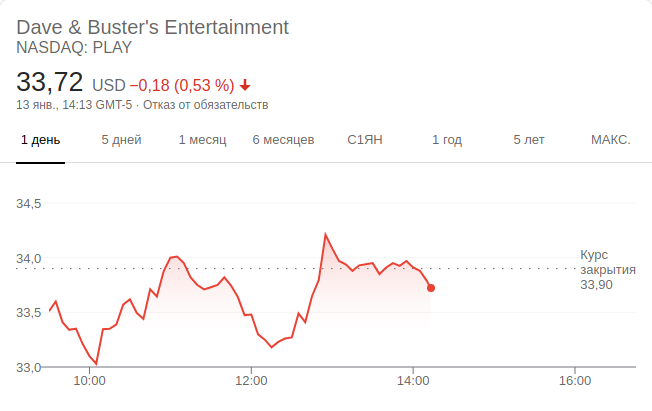 Dave & Buster's Entertainment
NASDAQ: PLAY
33,72 USD −0,18 (0,53 %)
13 янв., 14:13 GMT-5 · Отказ от обязательств
1 день 5 дней 1 месяц 6 месяцев С1ЯН 1 год 5 лет МАКС.
34,5
34,0
Курс
закрытия
33,90
33,5
33,0
10:00 12:00 14:00 16:00